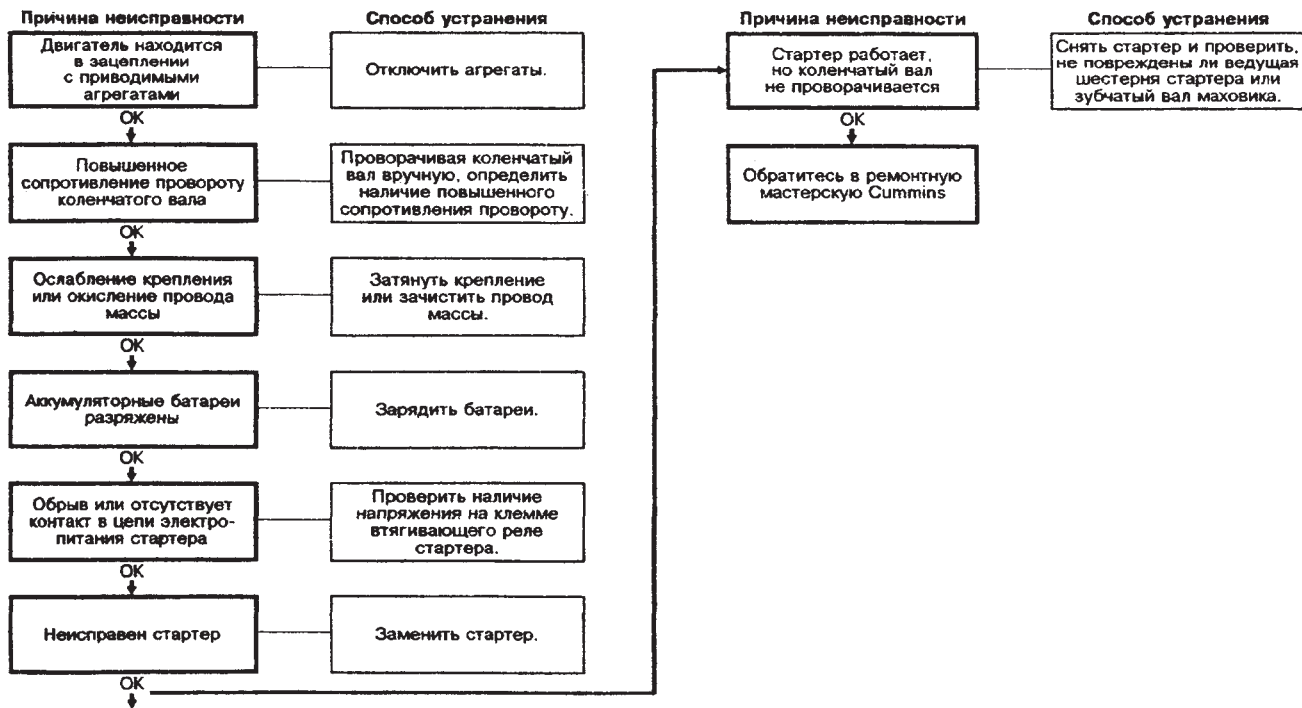 Причина неисправности
Способ устранения
Двигатель находится
в зацеплении
с приводимыми
агрегатами
Отключить агрегаты.
OK
Повышенное
сопротивление провороту
коленчатого вала
Проворачивая коленчатый
вал вручную, определить
наличие повышенного
сопротивления провороту.
OK
Ослабление крепления
или окисление провода
массы
Затянуть крепление
или зачистить провод
массы.
OK
Аккумуляторные батареи
разряжены
Зарядить батареи.
OK
Обрыв или отсутствует
контакт в цепи электро-
питания стартера
Проверить наличие
напряжения на клемме
втягивающего реле
стартера.
OK
Неисправен стартер
Заменить стартер.
OK
Причина неисправности
Способ устранения
Стартер работает,
но коленчатый вал
не проворачивается
Снять стартер и проверить,
не повреждены ли ведущая
шестерня стартера или
зубчатый вал маховика.
OK
Обратитесь в ремонтную
мастерскую Cummins